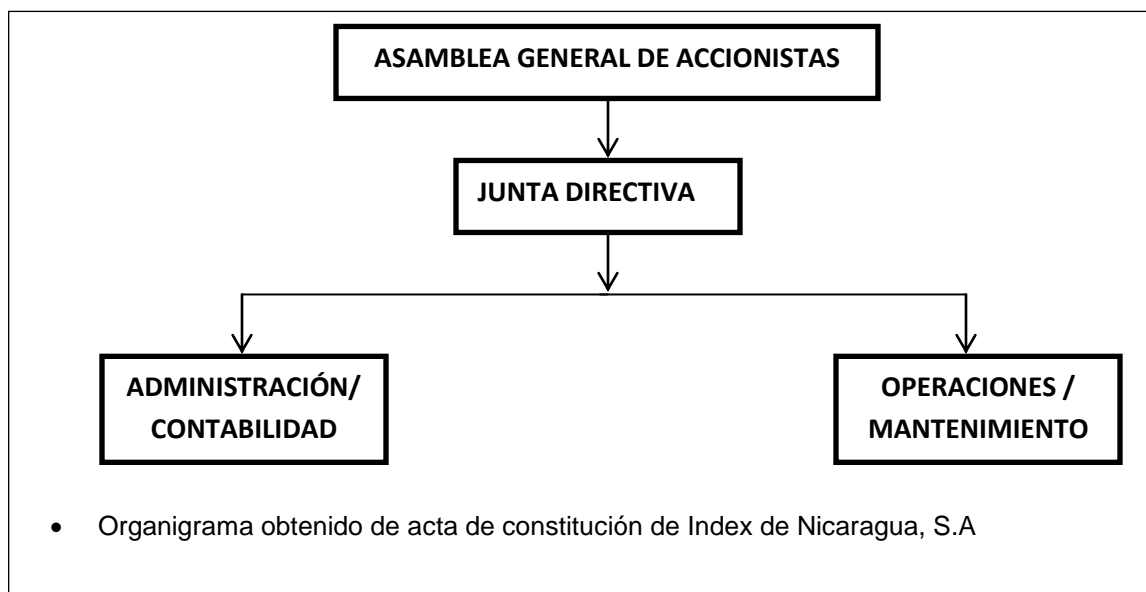 ASAMBLEA GENERAL DE ACCIONISTAS
JUNTA DIRECTIVA
ADMINISTRACIÓN/
CONTABILIDAD
OPERACIONES /
MANTENIMIENTO
• Organigrama obtenido de acta de constitución de Index de Nicaragua, S.A